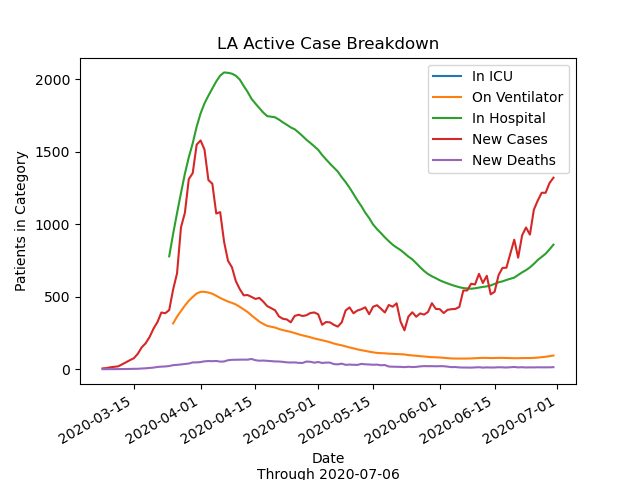 LA Active Case Breakdown
Patients in Category
2000
1500
1000
500
0
In ICU
On Ventilator
In Hospital
New Cases
New Deaths
2020-03-15
2020-04-01
2020-04-15
2020-05-01
2020-05-15
2020-06-01
2020-06-15
2020-07-01
Date
Through 2020-07-06